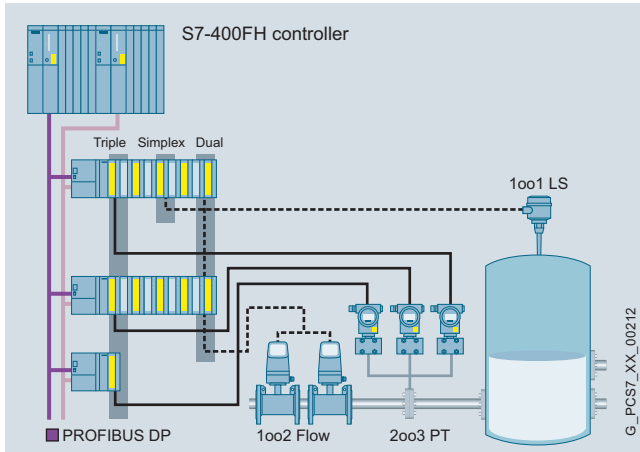 S7-400FH controller
Triple Simplex Dual
1oo1 LS
PROFIBUS DP
1oo2 Flow
2oo3 PT
G_PCS7_XX_00212